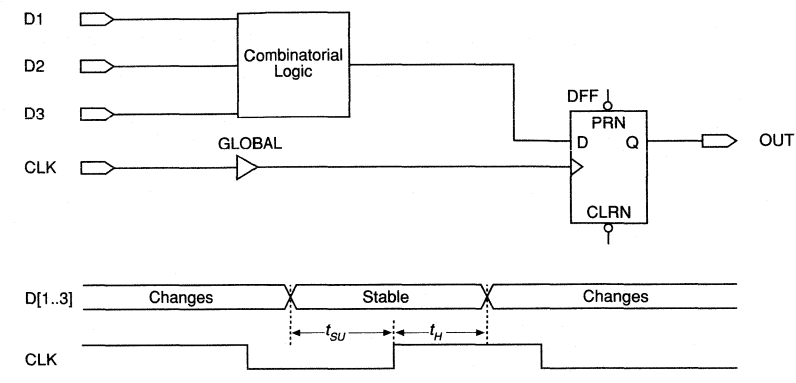 D1
D2
D3
CLK
Combinatorial
Logic
GLOBAL
DFF
PRN
D Q
CLRN
OUT
D[1..3]
Changes Stable Changes
tSU tH
CLK